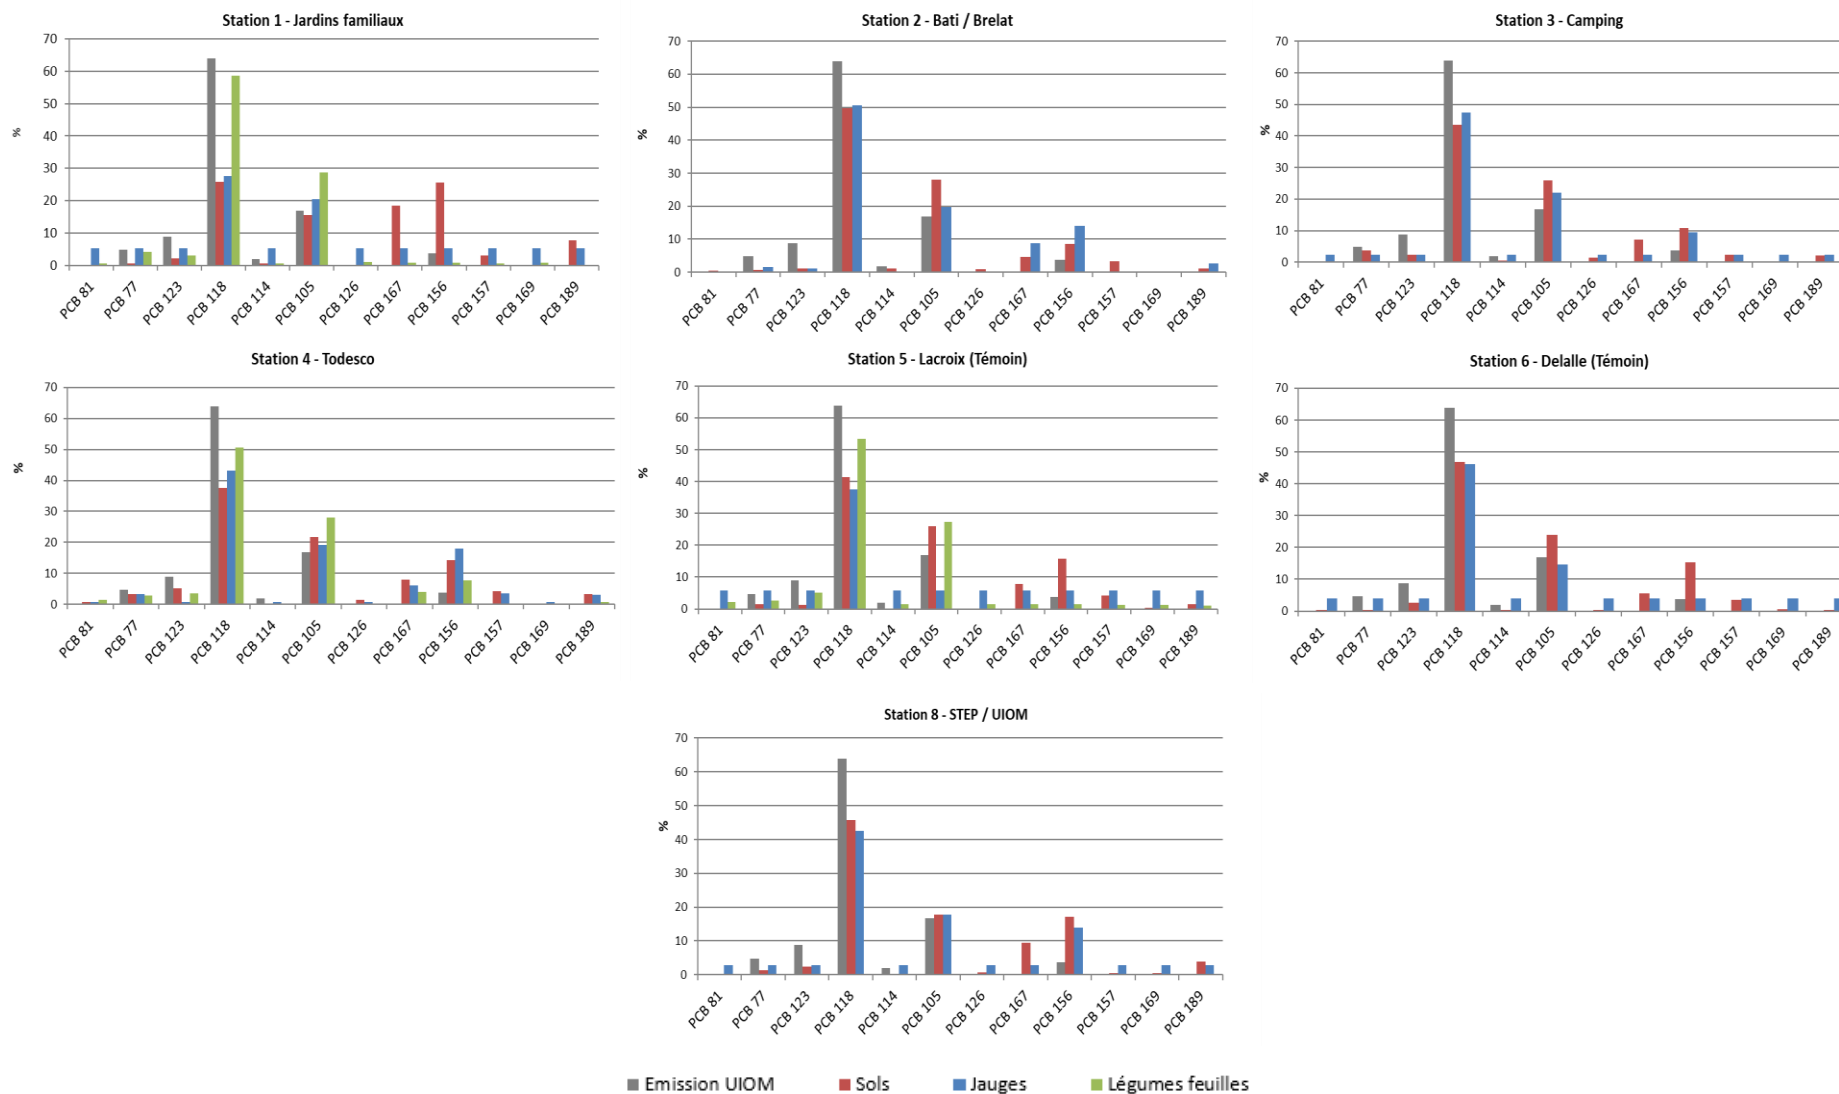 Station 1 - Jardins familiaux
70
60
50
40
30
20
10
0
%
PCB 81
PCB 77
PCB 123
PCB 118
PCB 114
PCB 105
PCB 126
PCB 167
PCB 156
PCB 157
PCB 169
PCB 189
Station 2 - Bati / Brelat
70
60
50
40
30
20
10
0
%
PCB 81
PCB 77
PCB 123
PCB 118
PCB 114
PCB 105
PCB 126
PCB 167
PCB 156
PCB 157
PCB 169
PCB 189
Station 3 - Camping
70
60
50
40
30
20
10
0
%
PCB 81
PCB 77
PCB 123
PCB 118
PCB 114
PCB 105
PCB 126
PCB 167
PCB 156
PCB 157
PCB 169
PCB 189
Station 4 - Todesco
70
60
50
40
30
20
10
0
%
PCB 81
PCB 77
PCB 123
PCB 118
PCB 114
PCB 105
PCB 126
PCB 167
PCB 156
PCB 157
PCB 169
PCB 189
Station 5 - Lacroix (Témoin)
70
60
50
40
30
20
10
0
%
PCB 81
PCB 77
PCB 123
PCB 118
PCB 114
PCB 105
PCB 126
PCB 167
PCB 156
PCB 157
PCB 169
PCB 189
Station 6 - Delalle (Témoin)
70
60
50
40
30
20
10
0
%
PCB 81
PCB 77
PCB 123
PCB 118
PCB 114
PCB 105
PCB 126
PCB 167
PCB 156
PCB 157
PCB 169
PCB 189
Station 8 - STEP / UIOM
70
60
50
40
30
20
10
0
%
PCB 81
PCB 77
PCB 123
PCB 118
PCB 114
PCB 105
PCB 126
PCB 167
PCB 156
PCB 157
PCB 169
PCB 189
Emission UIOM Sols Jauges Légumes feuilles